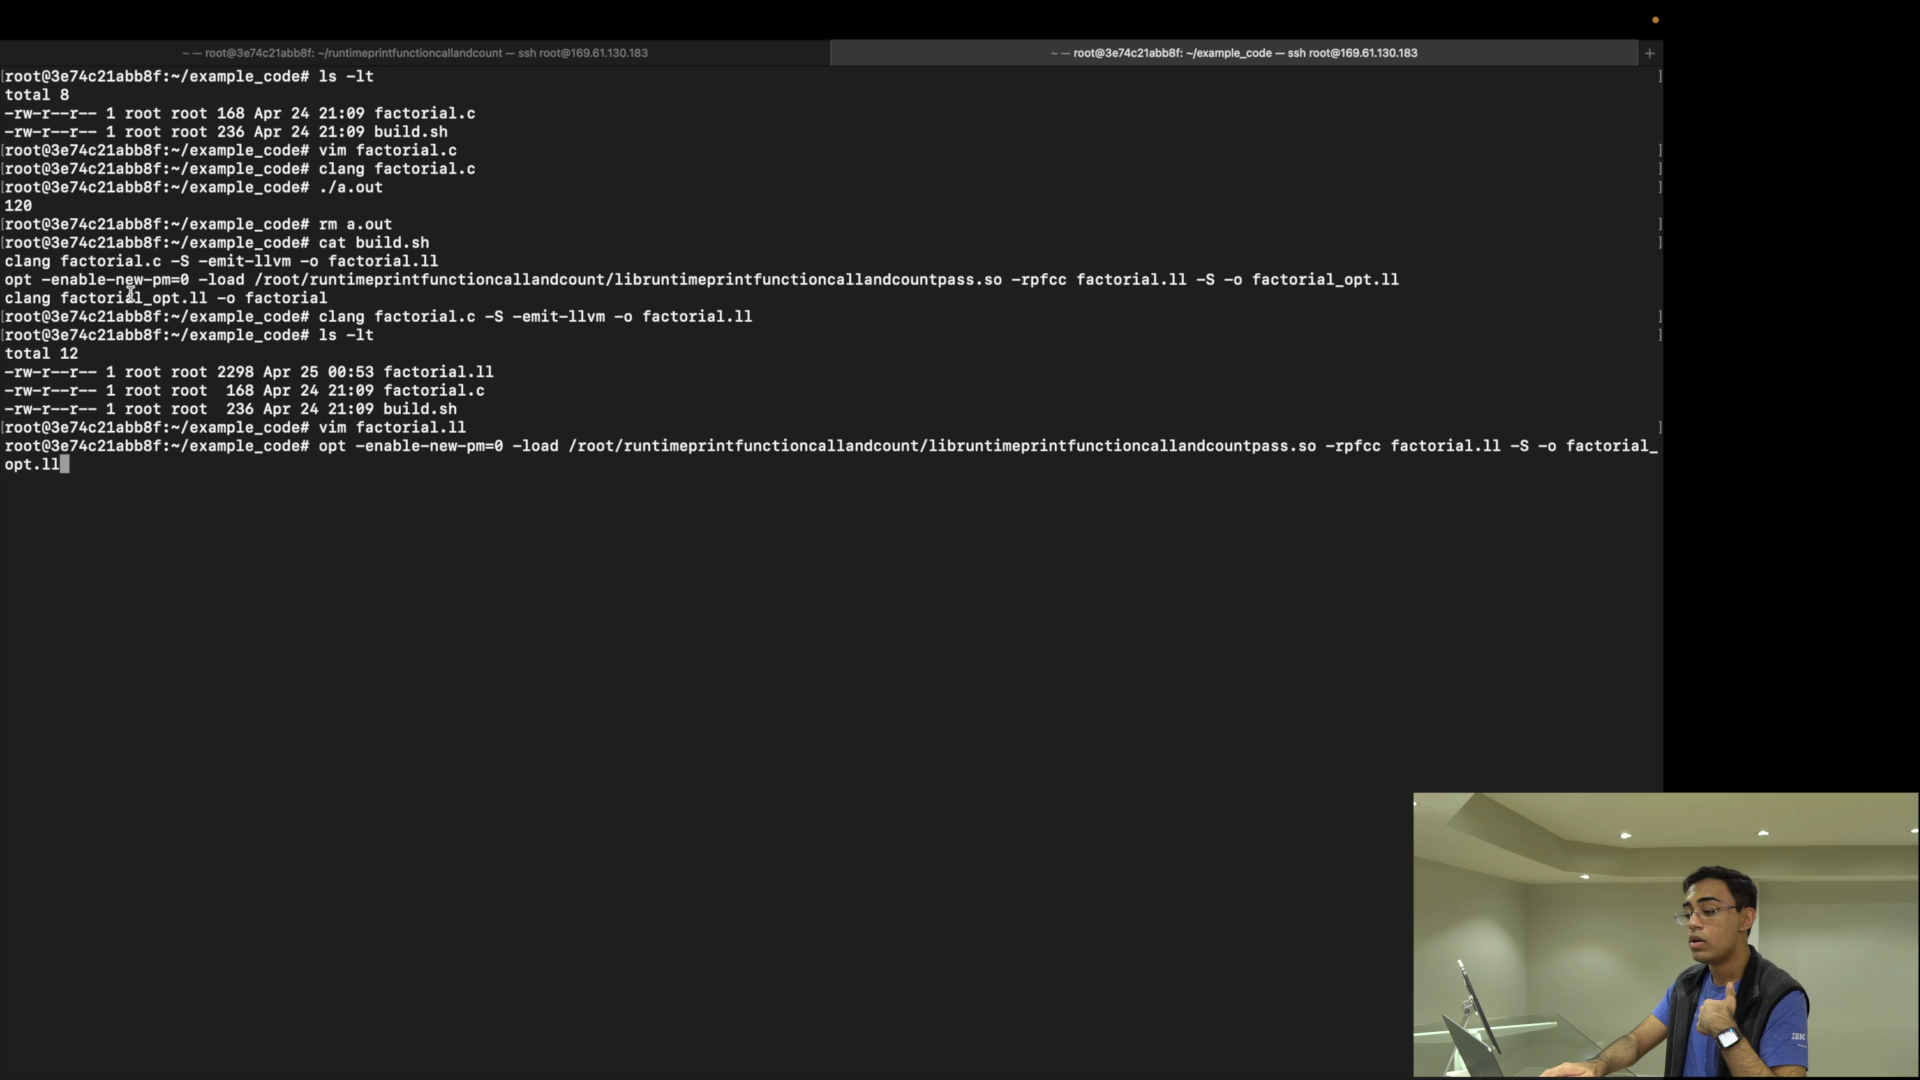 ~ — root@3e74c21abb8f: ~/runtimeprintfunctioncallandcount — ssh root@169.61.130.183
~ — root@3e74c21abb8f: ~/example_code — ssh root@169.61.130.183
+
[root@3e74c21abb8f:~/example_code# ls -lt ]
total 8
-rw-r--r-- 1 root root 168 Apr 24 21:09 factorial.c
-rw-r--r-- 1 root root 236 Apr 24 21:09 build.sh
[root@3e74c21abb8f:~/example_code# vim factorial.c ]
[root@3e74c21abb8f:~/example_code# clang factorial.c ]
[root@3e74c21abb8f:~/example_code# ./a.out ]
120
[root@3e74c21abb8f:~/example_code# rm a.out ]
[root@3e74c21abb8f:~/example_code# cat build.sh ]
clang factorial.c -S -emit-llvm -o factorial.ll
opt -enable-new-pm=0 -load /root/runtimeprintfunctioncallandcount/libruntimeprintfunctioncallandcountpass.so -rpfcc factorial.ll -S -o factorial_opt.ll
clang factorial_opt.ll -o factorial
[root@3e74c21abb8f:~/example_code# clang factorial.c -S -emit-llvm -o factorial.ll ]
[root@3e74c21abb8f:~/example_code# ls -lt ]
total 12
-rw-r--r-- 1 root root 2298 Apr 25 00:53 factorial.ll
-rw-r--r-- 1 root root  168 Apr 24 21:09 factorial.c
-rw-r--r-- 1 root root  236 Apr 24 21:09 build.sh
[root@3e74c21abb8f:~/example_code# vim factorial.ll ]
root@3e74c21abb8f:~/example_code# opt -enable-new-pm=0 -load /root/runtimeprintfunctioncallandcount/libruntimeprintfunctioncallandcountpass.so -rpfcc factorial.ll -S -o factorial_
opt.ll
IBM